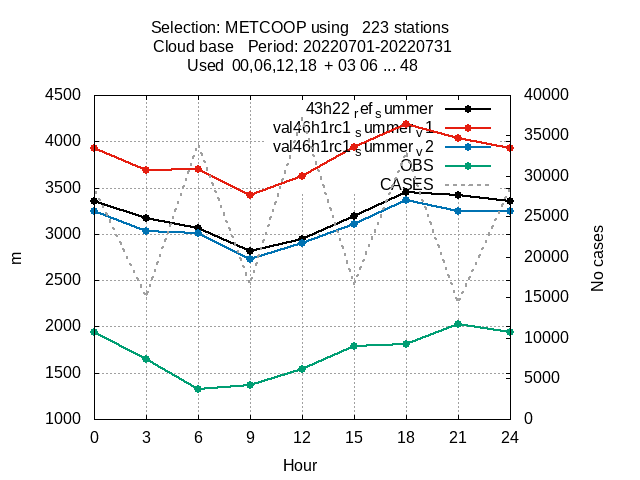 Selection: METCOOP using 223 stations
Cloud base Period: 20220701-20220731
Used 00,06,12,18 + 03 06 ... 48
4500
4000
3500
3000
2500
2000
1500
1000
m
40000
35000
30000
25000
20000
15000
10000
5000
0
No cases
43h22 ref summer
val46h1rc1 summer v1
val46h1rc1 summer v2
OBS
CASES
0 3 6 9 12 15 18 21 24
Hour